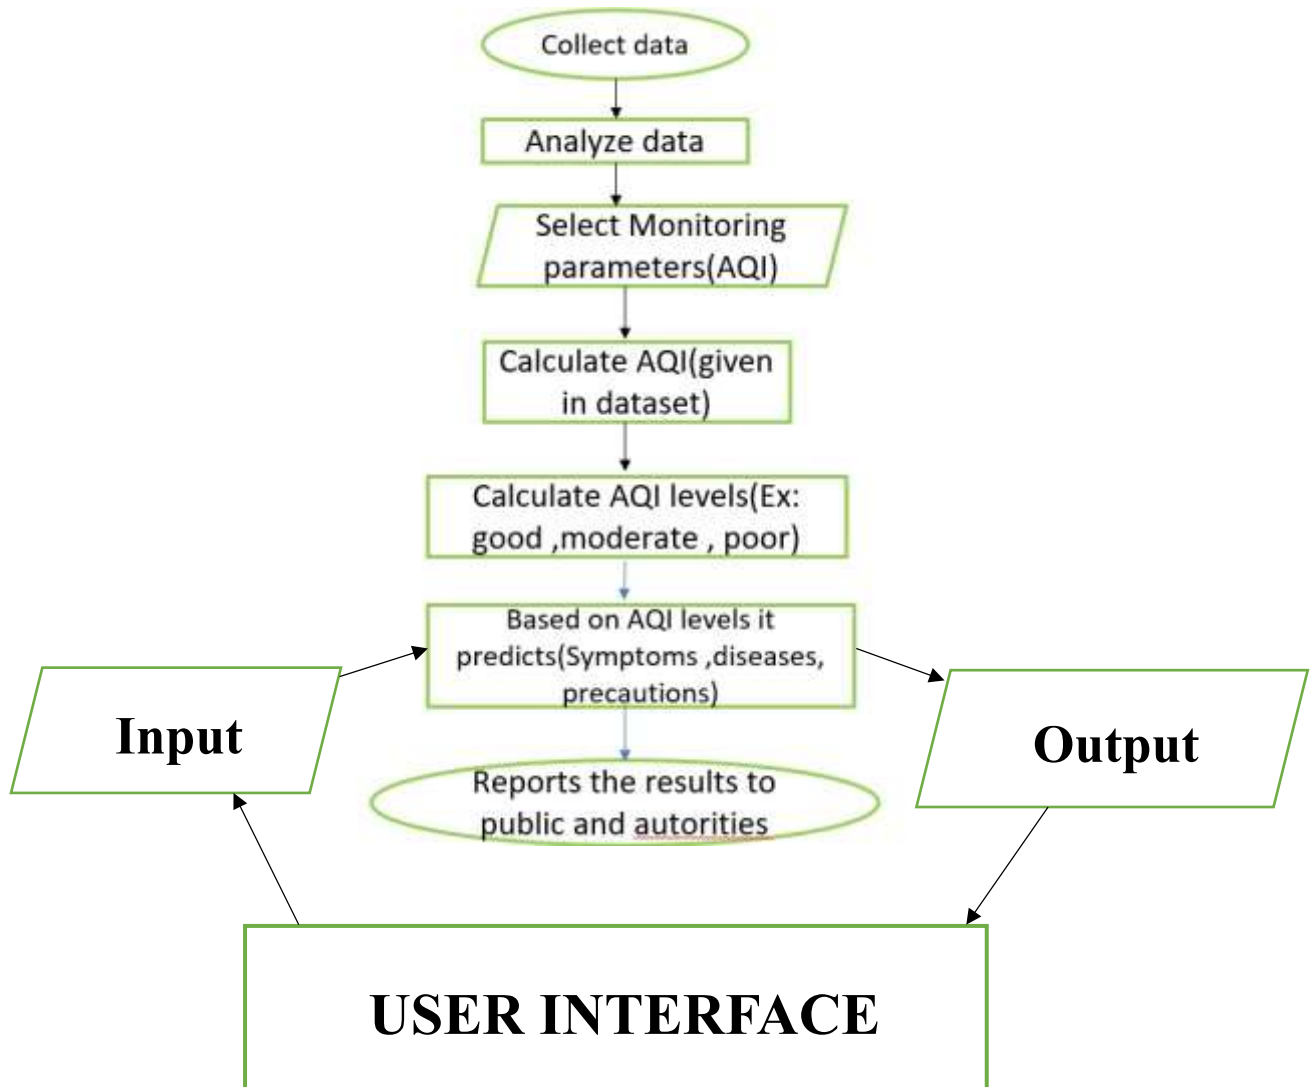 Collect data
Analyze data
Select Monitoring
parameters(AQI)
Calculate AQI(given
in dataset)
Calculate AQI levels(Ex:
good ,moderate , poor)
Based on AQI levels it
predicts(Symptoms ,diseases,
precautions)
Input
Output
Reports the results to
public and autorities
USER INTERFACE